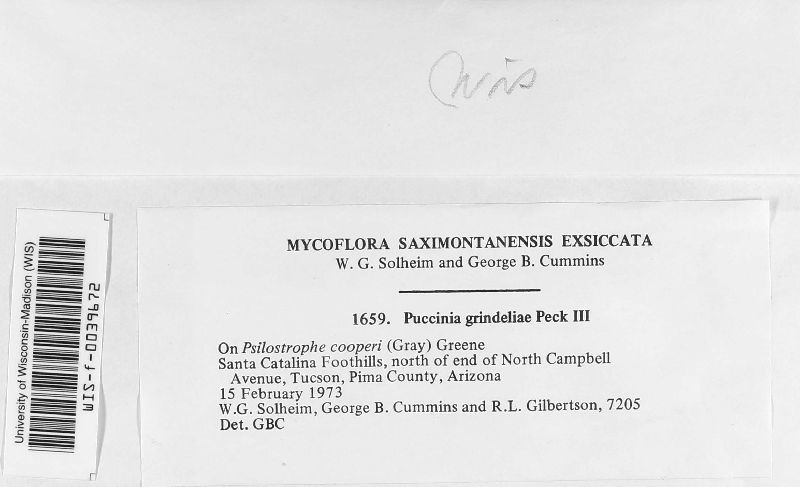 Wis
MYCOFLORA SAXIMONTANENSIS EXSICCATA
W. G. Solheim and George B. Cummins
1659. Puccinia grindeliae Peck III
On Psilostrophe cooperi (Gray) Greene
Santa Catalina Foothills, north of end of North Campbell
Avenue, Tucson, Pima County, Arizona
15 February 1973
W.G. Solheim, George B. Cummins and R.L. Gilbertson, 7205
Det. GBC
University of Wisconsin-Madison (WIS)
WIS-f-0039672